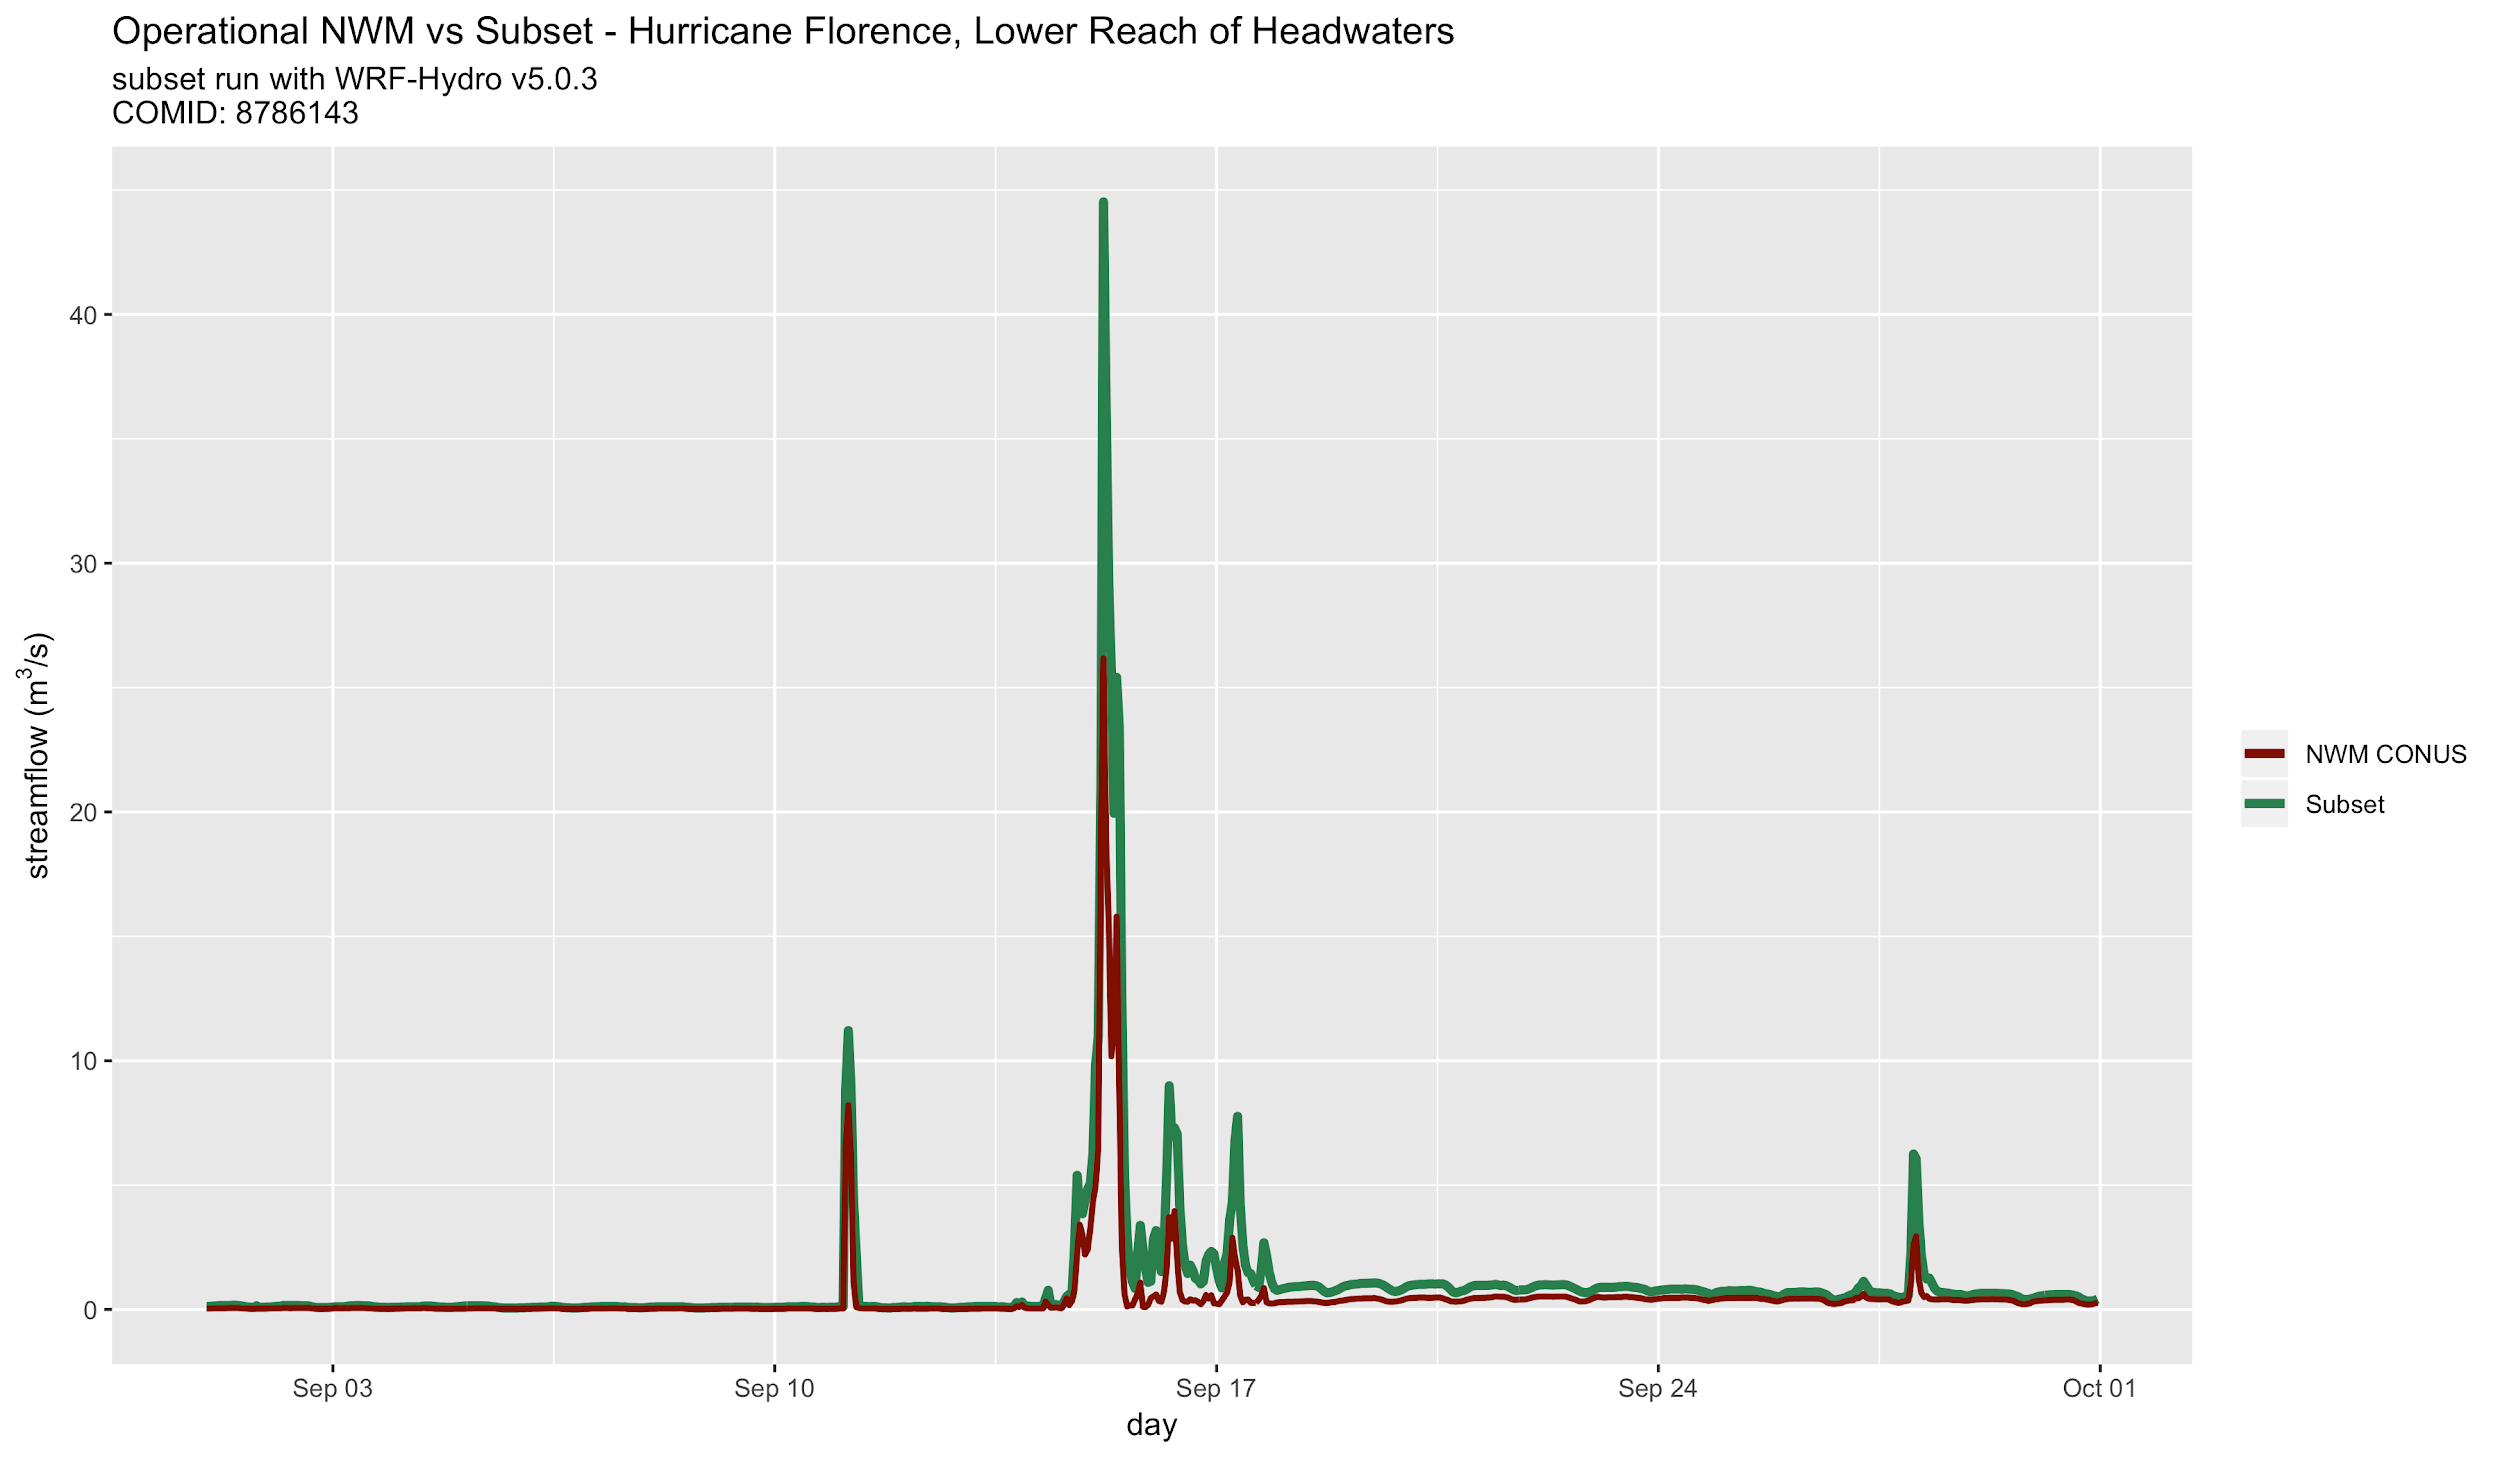 Operational NWM vs Subset - Hurricane Florence, Lower Reach of Headwaters
subset run with WRF-Hydro v5.0.3
COMID: 8786143
streamflow (m³/s)
40
30
20
10
0
Sep 03
Sep 10
Sep 17
Sep 24
Oct 01
day
NWM CONUS
Subset